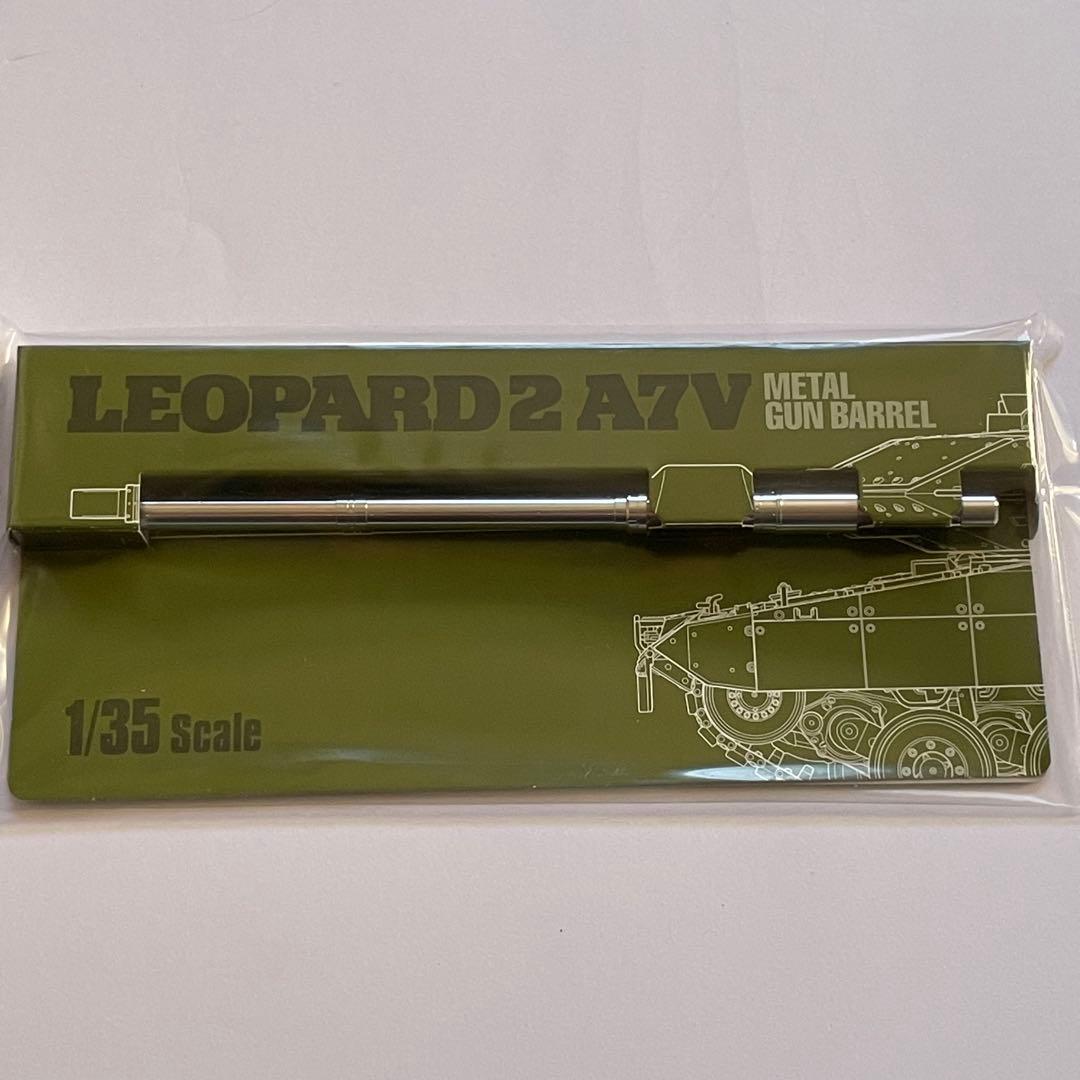 LEOPARD 2 A7V
METAL
GUN BARREL
1/35 Scale